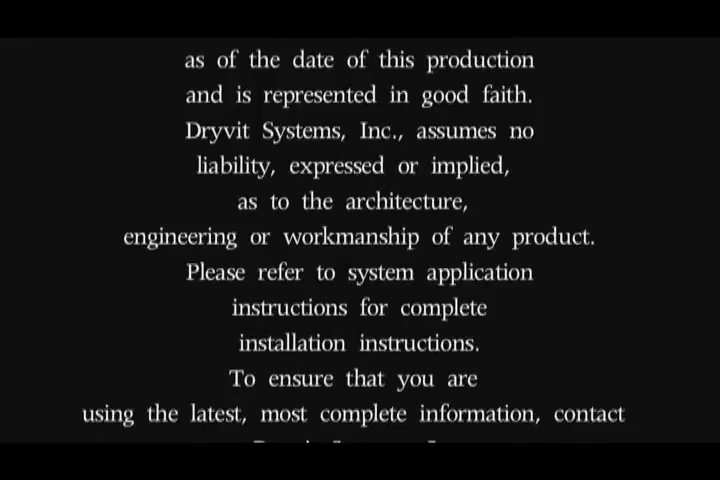 as of the date of this production
and is represented in good faith.
Dryvit Systems, Inc., assumes no
liability, expressed or implied,
as to the architecture,
engineering or workmanship of any product.
Please refer to system application
instructions for complete
installation instructions.
To ensure that you are
using the latest, most complete information, contact